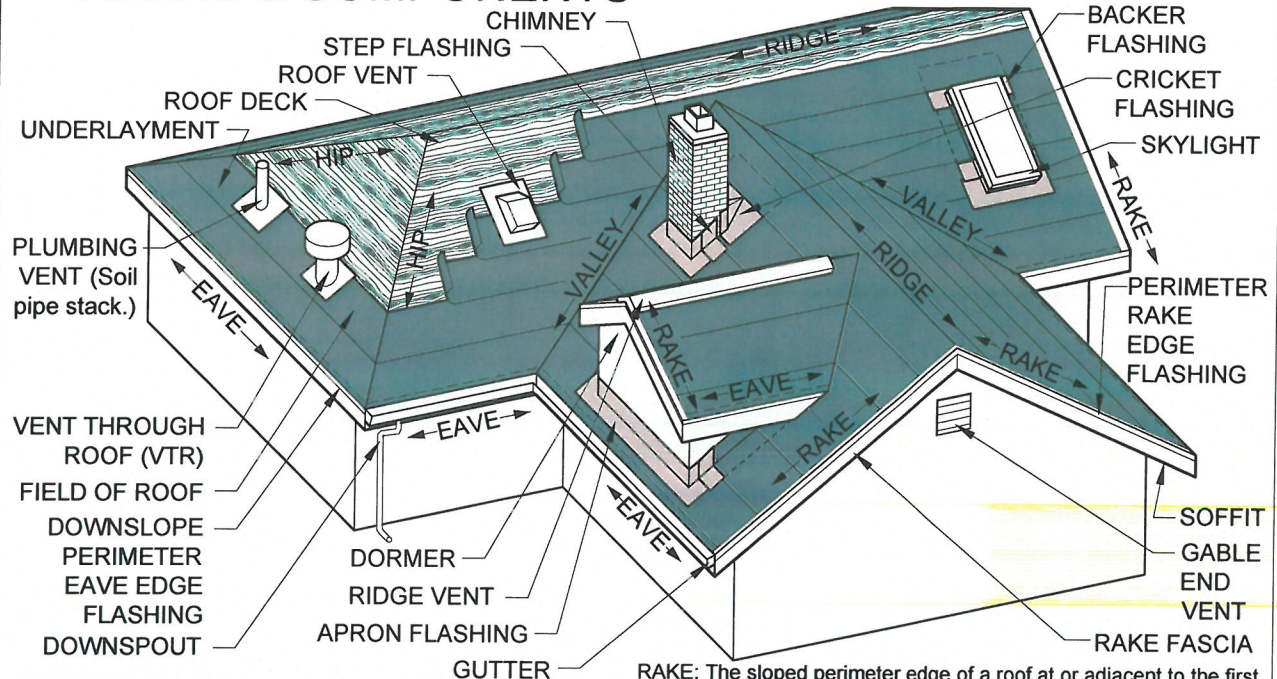 CHIMNEY
STEP FLASHING
ROOF VENT
ROOF DECK
UNDERLAYMENT
RIDGE
BACKER
FLASHING
CRICKET
FLASHING
SKYLIGHT
HIP
HIP
VALLEY
VALLEY
RIDGE
RAKE
PLUMBING
VENT (Soil
pipe stack.)
EAVE
PERIMETER
RAKE
EDGE
FLASHING
RAKE
EAVE
RAKE
RAKE
EAVE
EAVE
VENT THROUGH
ROOF (VTR)
FIELD OF ROOF
DOWNSLOPE
PERIMETER
EAVE EDGE
FLASHING
DOWNSPOUT
DORMER
RIDGE VENT
APRON FLASHING
GUTTER
SOFFIT
GABLE
END
VENT
RAKE FASCIA
RAKE: The sloped perimeter edge of a roof at or adjacent to the first